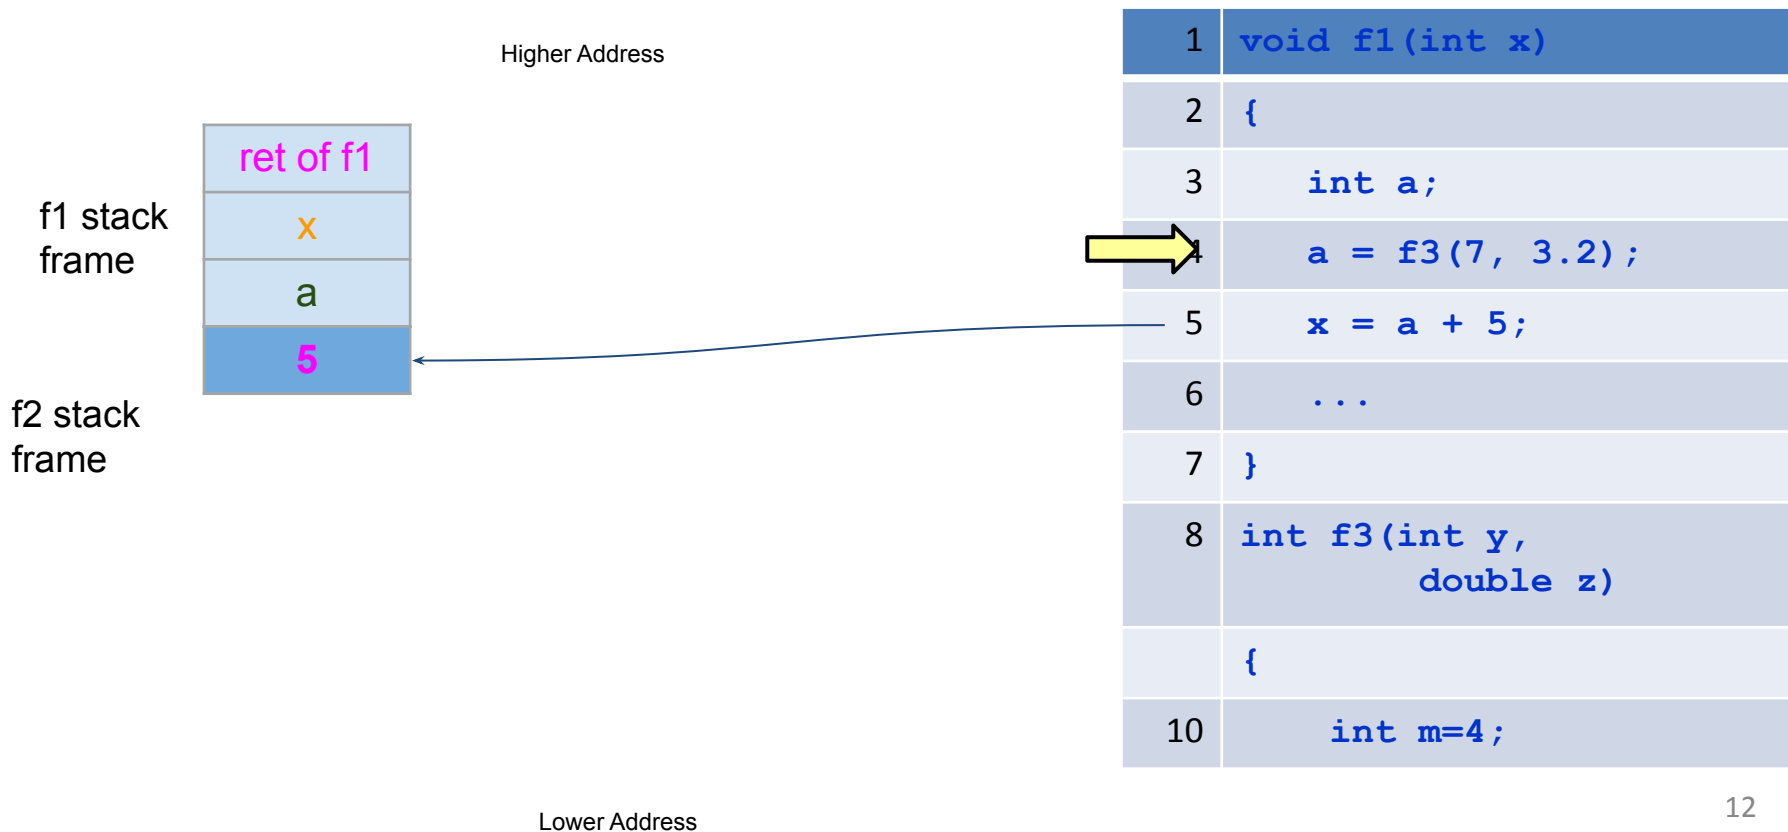 Higher Address
ret of f1
f1 stack
frame
x
a
5
f2 stack
frame
Lower Address
1 void f1(int x)
2 {
3 int a;
4 a = f3(7, 3.2);
5 x = a + 5;
6 ...
7 }
8 int f3(int y,
double z)
{
10 int m=4;
12